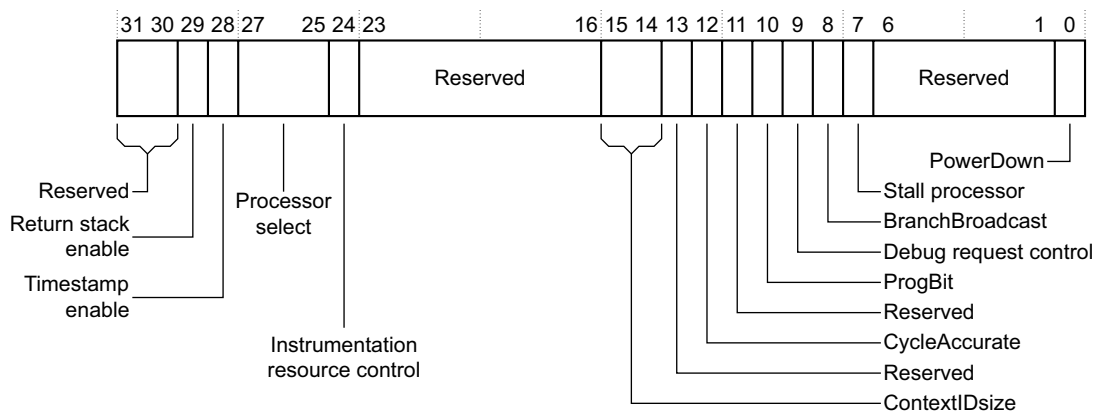 31 30 29 28 27 25 24 23 16 15 14 13 12 11 10 9 8 7 6 1 0
Reserved Reserved
PowerDown
Reserved
Stall processor
Processor
select
Return stack
enable
BranchBroadcast
Debug request control
Timestamp
enable
ProgBit
Reserved
Instrumentation
resource control
CycleAccurate
Reserved
ContextIDsize